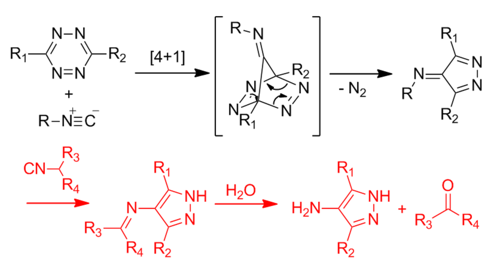 R1 N N N N R2
+
R–N≡C
+ −
[4+1]
R N R2 N N N N R1
- N2
R1 N N N R R2
CN R3 R4
R1 NH N N R3 R4 R2
H2O
R1 NH N H2N R2
+
O R3 R4